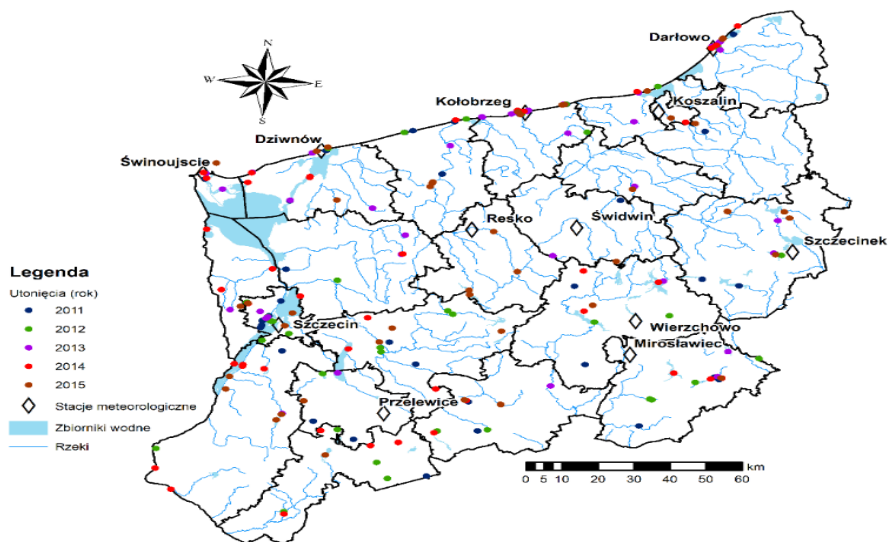 N
W
E
S
Darłowo
Kołobrzeg
Koszalin
Dziwnów
Świnoujscie
Resko
Świdwin
Szczecinek
Legenda
Utonięcia (rok)
2011
2012
2013
2014
2015
Stacje meteorologiczne
Zbiorniki wodne
Rzeki
Szczecin
Wierzchowo
Mirosławiec
Przelewice
km
0 5 10 20 30 40 50 60